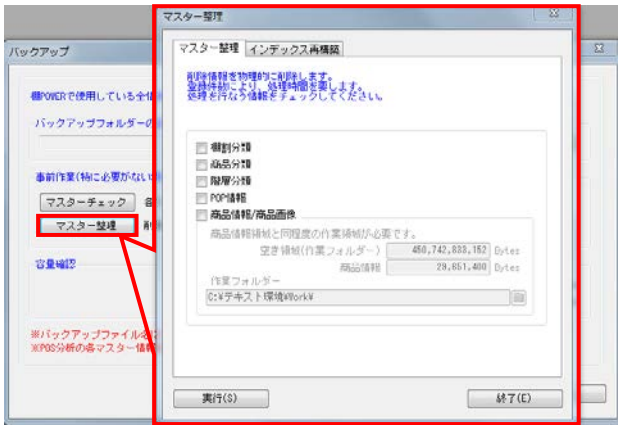 マスター整理
バックアップ
マスター整理
インデックス再構築
削除情報を物理的に削除します。
登録件数により、処理時間を要します。
処理を行なう情報をチェックしてください。
棚POWERで使用している全
バックアップフォルダーの
棚割分類
商品分類
階層分類
POP情報
商品情報/商品画像
事前作業(特に必要がない
マスターチェック
マスター整理
削
商品情報領域と同程度の作業領域が必要です。
空き領域(作業フォルダー)
450,742,833,152
Bytes
商品情報
29,651,400
Bytes
作業フォルダー
C:¥テキスト環境¥Work¥
容量確認
※バックアップファイル名
※POS分析の各マスター情報
実行(S)
終了(E)